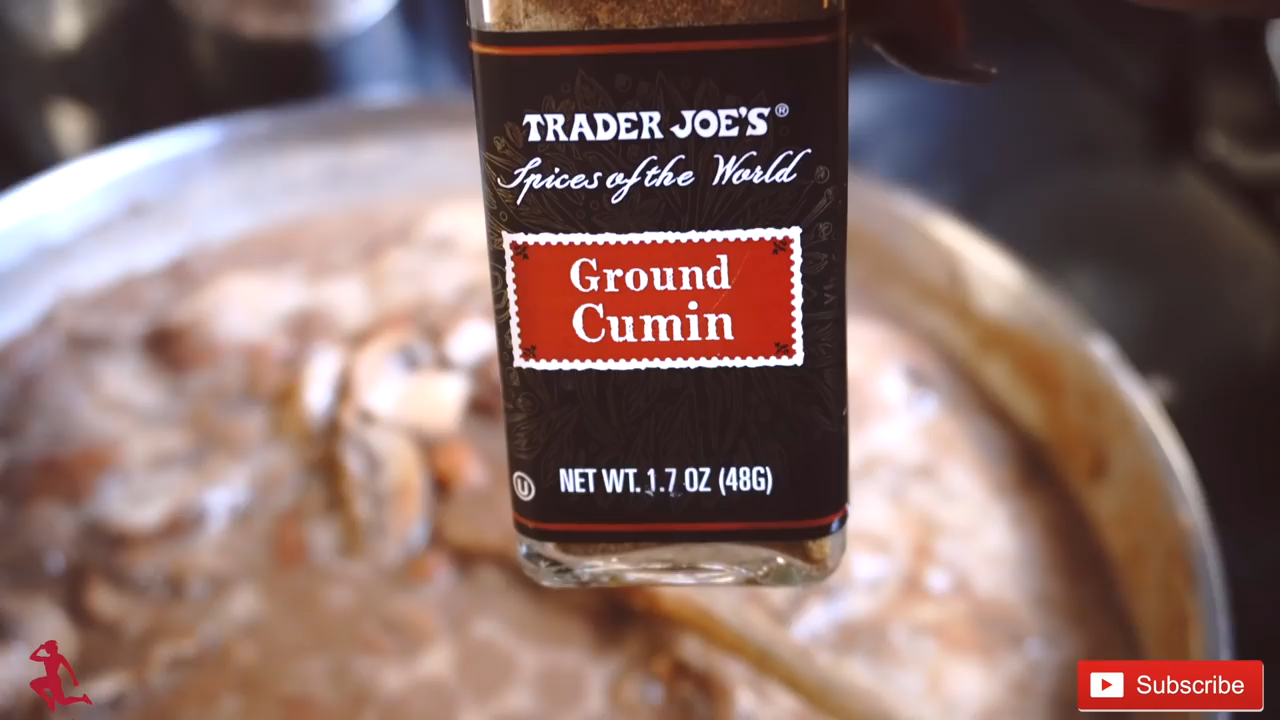 TRADER JOE'S®
Spices of the World
Ground
Cumin
U
NET WT. 1.7 OZ (48G)
Subscribe